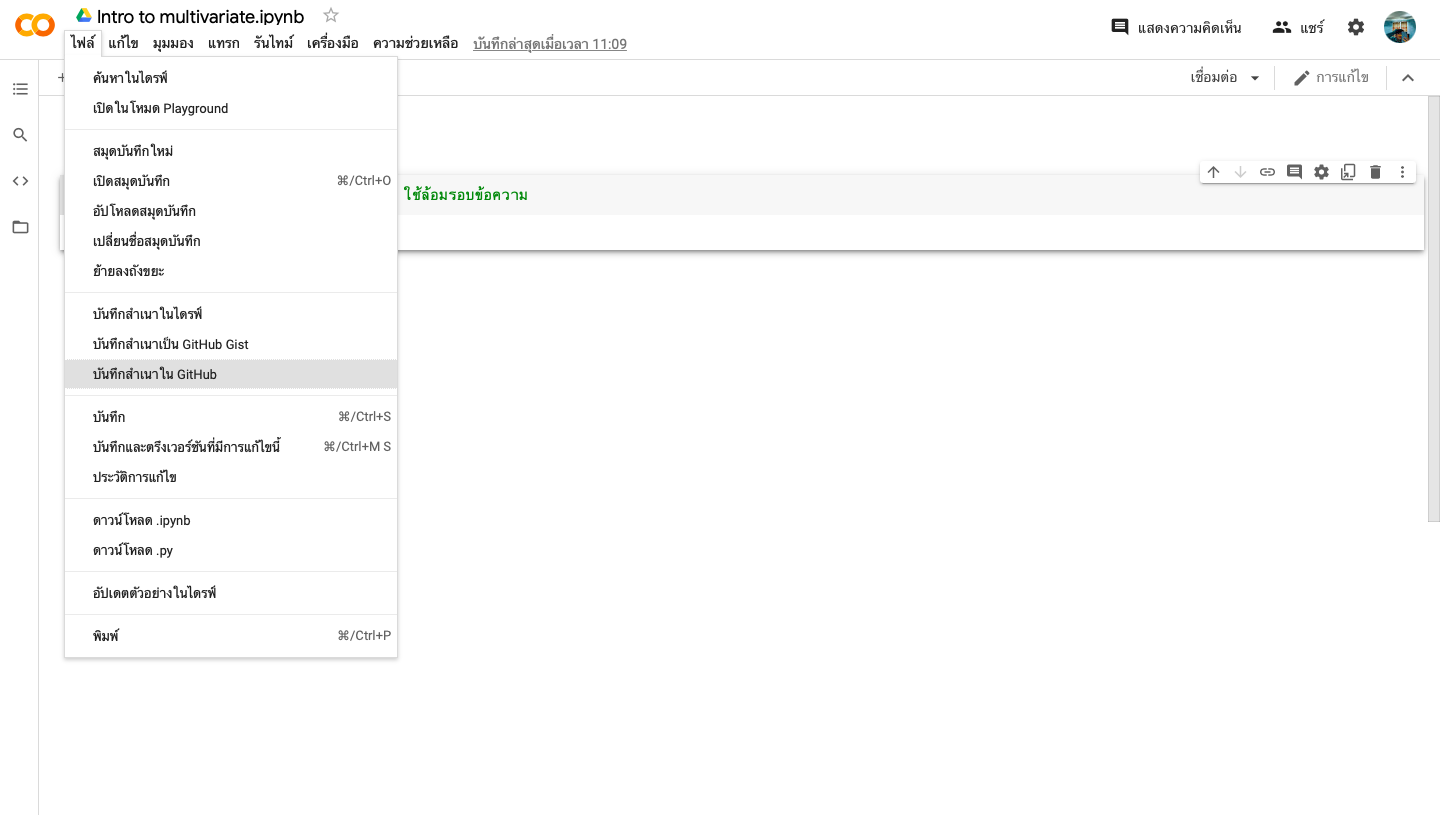 Intro to multivariate.ipynb
ไฟล์ แก้ไข มุมมอง แทรก รันไทม์ เครื่องมือ ความช่วยเหลือ บันทึกล่าสุดเมื่อเวลา 11:09
แสดงความคิดเห็น แชร์
เชื่อมต่อ การแก้ไข
ค้นหาในไดรฟ์
เปิดในโหมด Playground
สมุดบันทึกใหม่
เปิดสมุดบันทึก ⌘/Ctrl+O
อัปโหลดสมุดบันทึก
เปลี่ยนชื่อสมุดบันทึก
ย้ายลงถังขยะ
บันทึกสำเนาในไดรฟ์
บันทึกสำเนาเป็น GitHub Gist
บันทึกสำเนาใน GitHub
บันทึก ⌘/Ctrl+S
บันทึกและตรึงเวอร์ชันที่มีการแก้ไขนี้ ⌘/Ctrl+M S
ประวัติการแก้ไข
ดาวน์โหลด .ipynb
ดาวน์โหลด .py
อัปเดตตัวอย่างในไดรฟ์
พิมพ์ ⌘/Ctrl+P
ใช้ล้อมรอบข้อความ